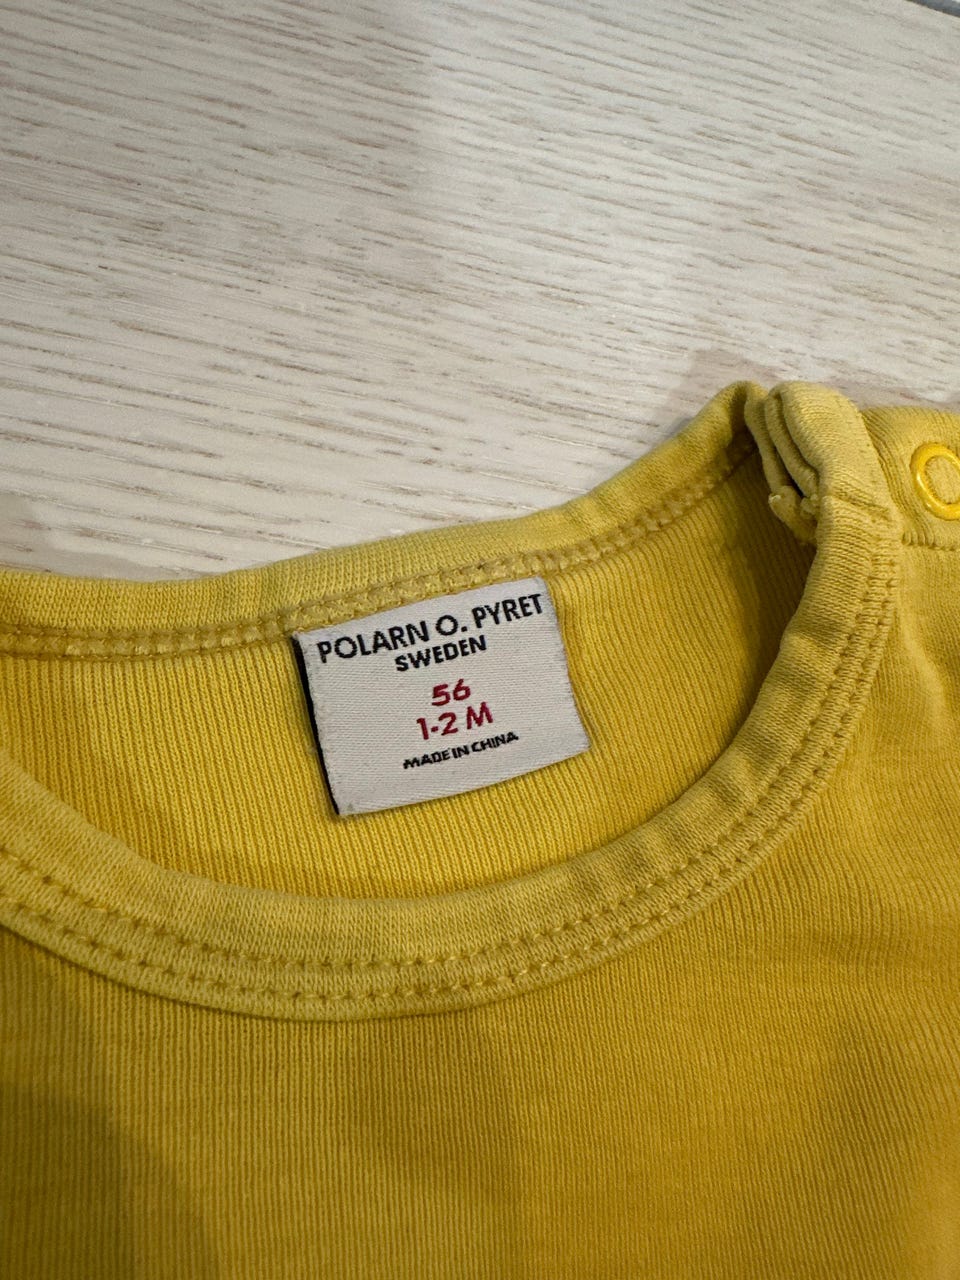 POLARN O. PYRET
SWEDEN
56
1-2 M
MADE IN CHINA